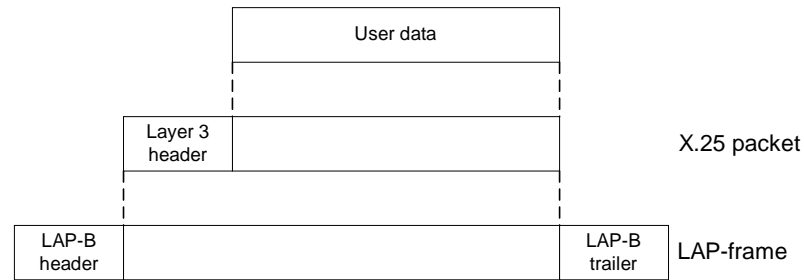 User data
Layer 3
header
X.25 packet
LAP-B
header
LAP-B
trailer
LAP-frame